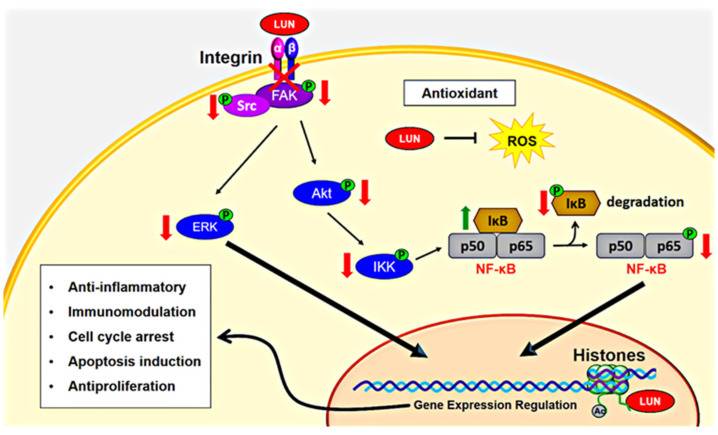 LUN
Integrin
α β
P
P
Src
FAK
Antioxidant
LUN
ROS
P
Akt
P
ERK
P
IKK
IκB
p50 p65
NF-κB
P
IκB
degradation
P
p50 p65
NF-κB
• Anti-inflammatory
• Immunomodulation
• Cell cycle arrest
• Apoptosis induction
• Antiproliferation
Histones
Gene Expression Regulation
Ac
LUN